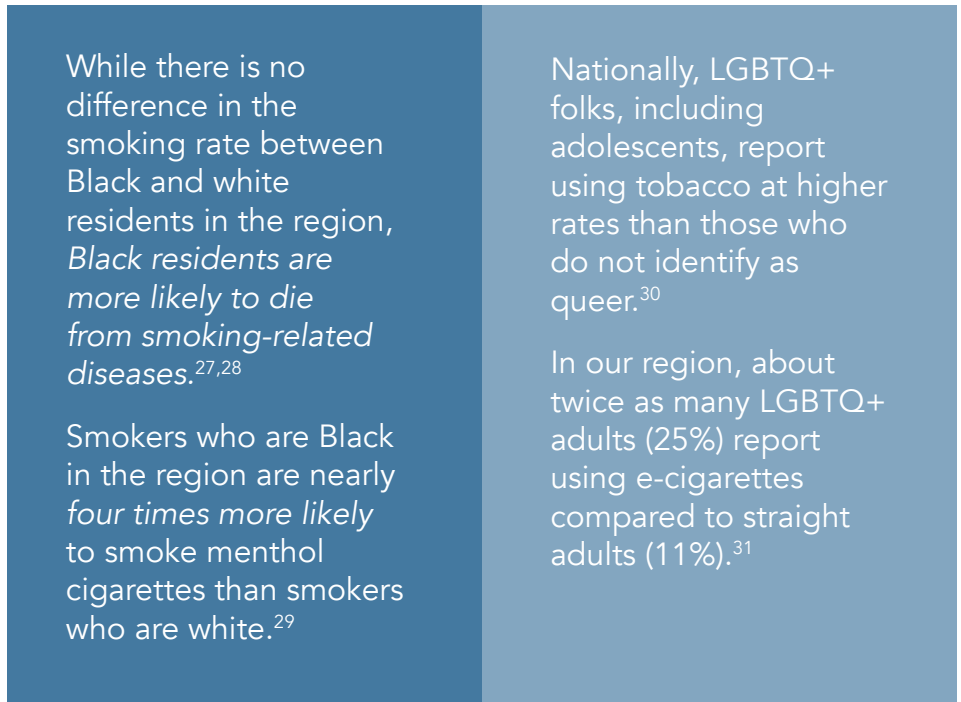 While there is no
difference in the
smoking rate between
Black and white
residents in the region,
Black residents are
more likely to die
from smoking-related
diseases.27,28
Smokers who are Black
in the region are nearly
four times more likely
to smoke menthol
cigarettes than smokers
who are white.29
Nationally, LGBTQ+
folks, including
adolescents, report
using tobacco at higher
rates than those who
do not identify as
queer.30
In our region, about
twice as many LGBTQ+
adults (25%) report
using e-cigarettes
compared to straight
adults (11%).31